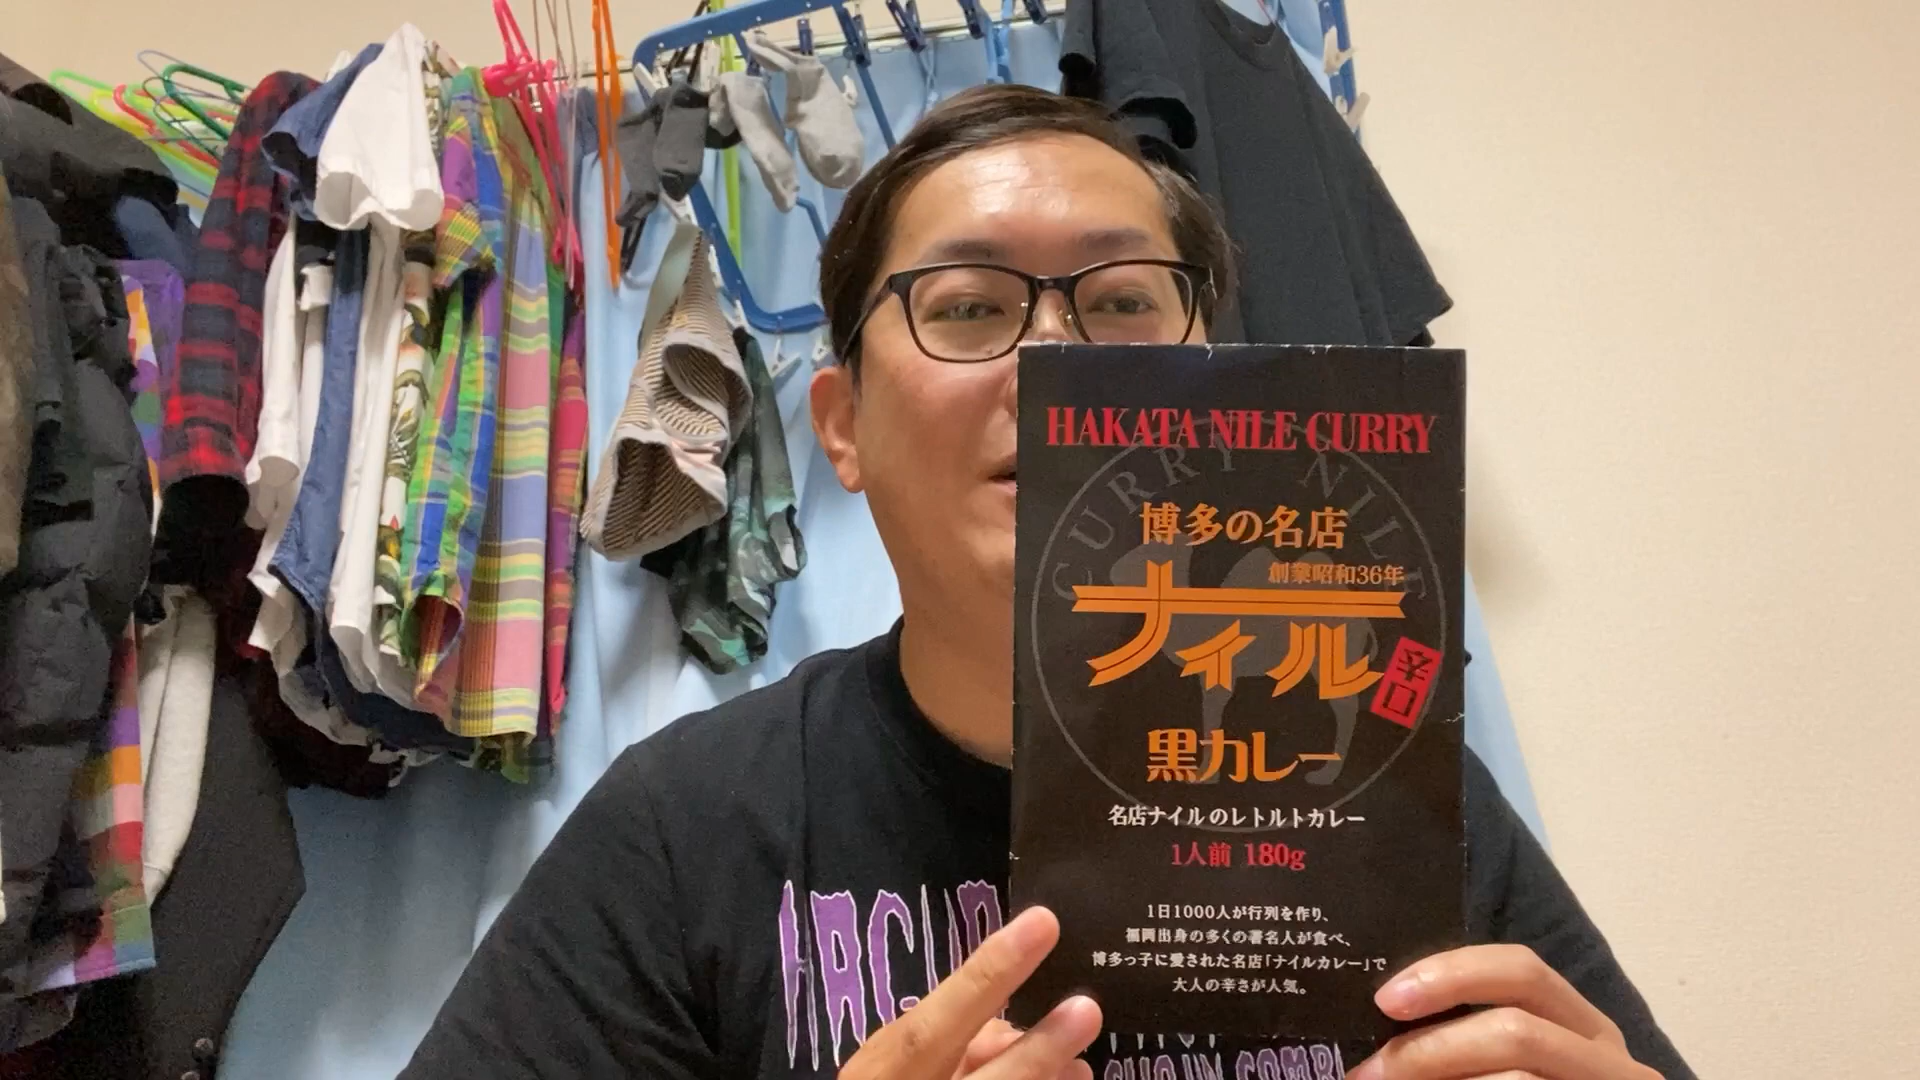 HAKATA NILE CURRY
CURRY NILE
博多の名店
創業昭和36年
ナイル
辛口
黒カレー
名店ナイルのレトルトカレー
1人前 180g
1日1000人が行列を作り、
福岡出身の多くの著名人が食べ、
博多っ子に愛された名店「ナイルカレー」で
大人の辛さが人気。